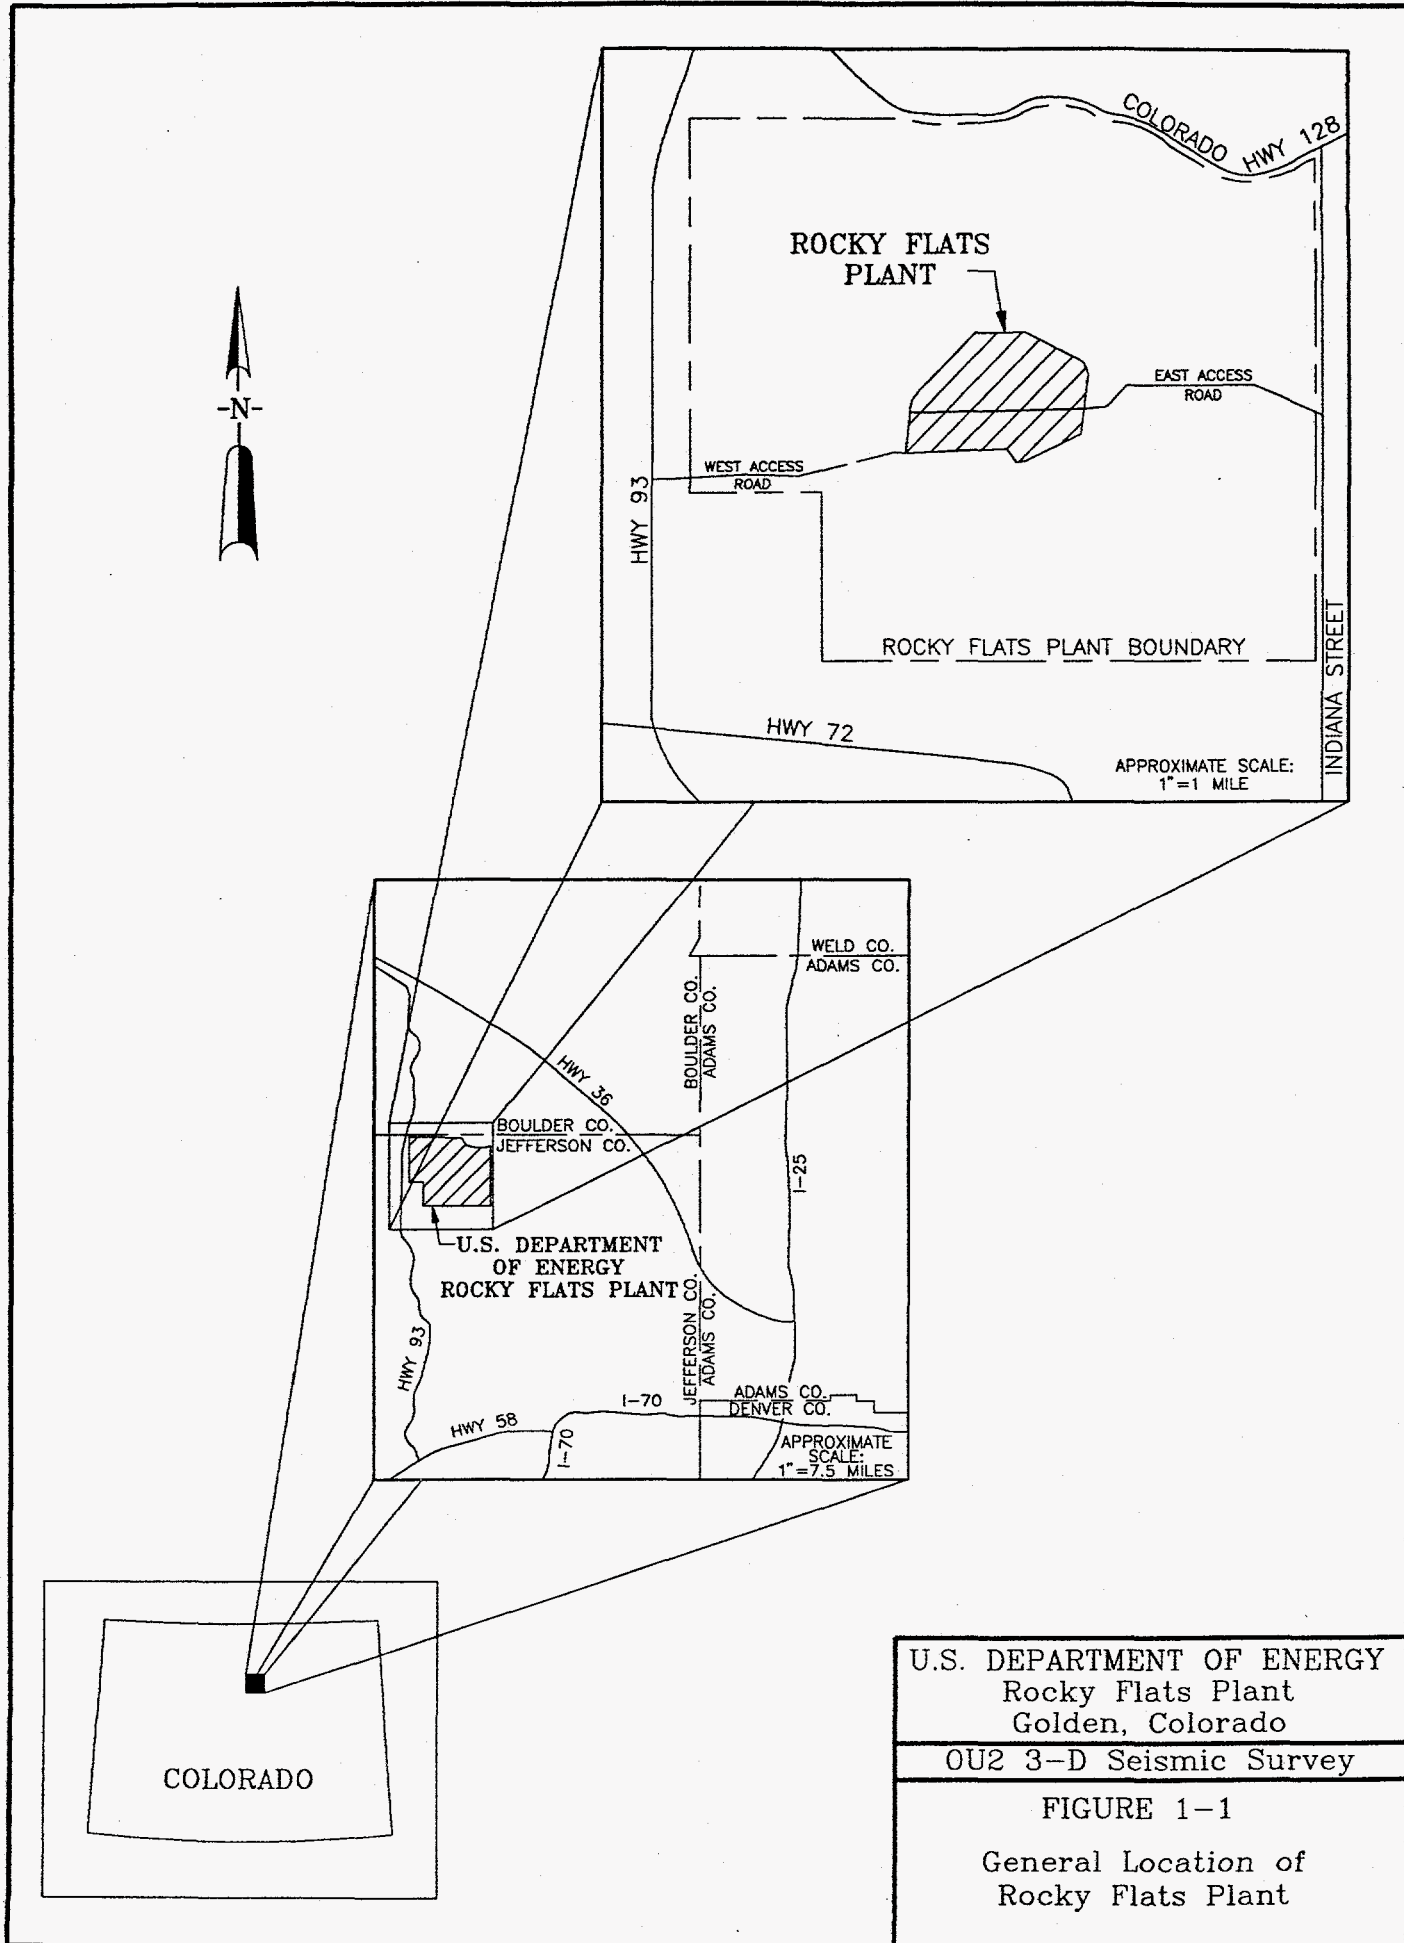 COLORADO
HWY 128
ROCKY FLATS
PLANT
EAST ACCESS
ROAD
WEST ACCESS
ROAD
HWY 93
ROCKY FLATS PLANT BOUNDARY
INDIANA STREET
HWY 72
APPROXIMATE SCALE:
1"=1 MILE
-N-
WELD CO.
ADAMS CO.
BOULDER CO.
ADAMS CO.
HWY 36
BOULDER CO.
JEFFERSON CO.
I-25
U.S. DEPARTMENT
OF ENERGY
ROCKY FLATS PLANT
JEFFERSON CO.
ADAMS CO.
HWY 93
I-70
ADAMS CO.
DENVER CO.
HWY 58
I-70
APPROXIMATE
SCALE:
1"=7.5 MILES
COLORADO
U.S. DEPARTMENT OF ENERGY
Rocky Flats Plant
Golden, Colorado
OU2 3-D Seismic Survey
FIGURE 1-1
General Location of
Rocky Flats Plant